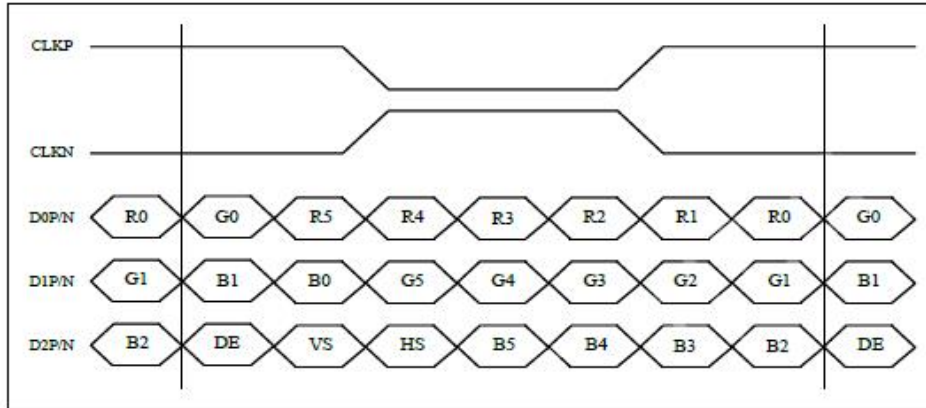 CLKP
CLKN
D0P/N R0 G0 R5 R4 R3 R2 R1 R0 G0
D1P/N G1 B1 B0 G5 G4 G3 G2 G1 B1
D2P/N B2 DE VS HS B5 B4 B3 B2 DE